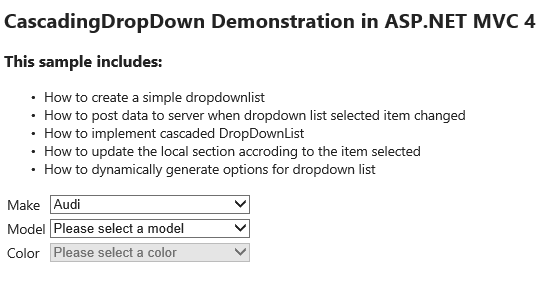 CascadingDropDown Demonstration in ASP.NET MVC 4
This sample includes:
• How to create a simple dropdownlist
• How to post data to server when dropdown list selected item changed
• How to implement cascaded DropDownList
• How to update the local section accroding to the item selected
• How to dynamically generate options for dropdown list
Make Audi
Model Please select a model
Color Please select a color